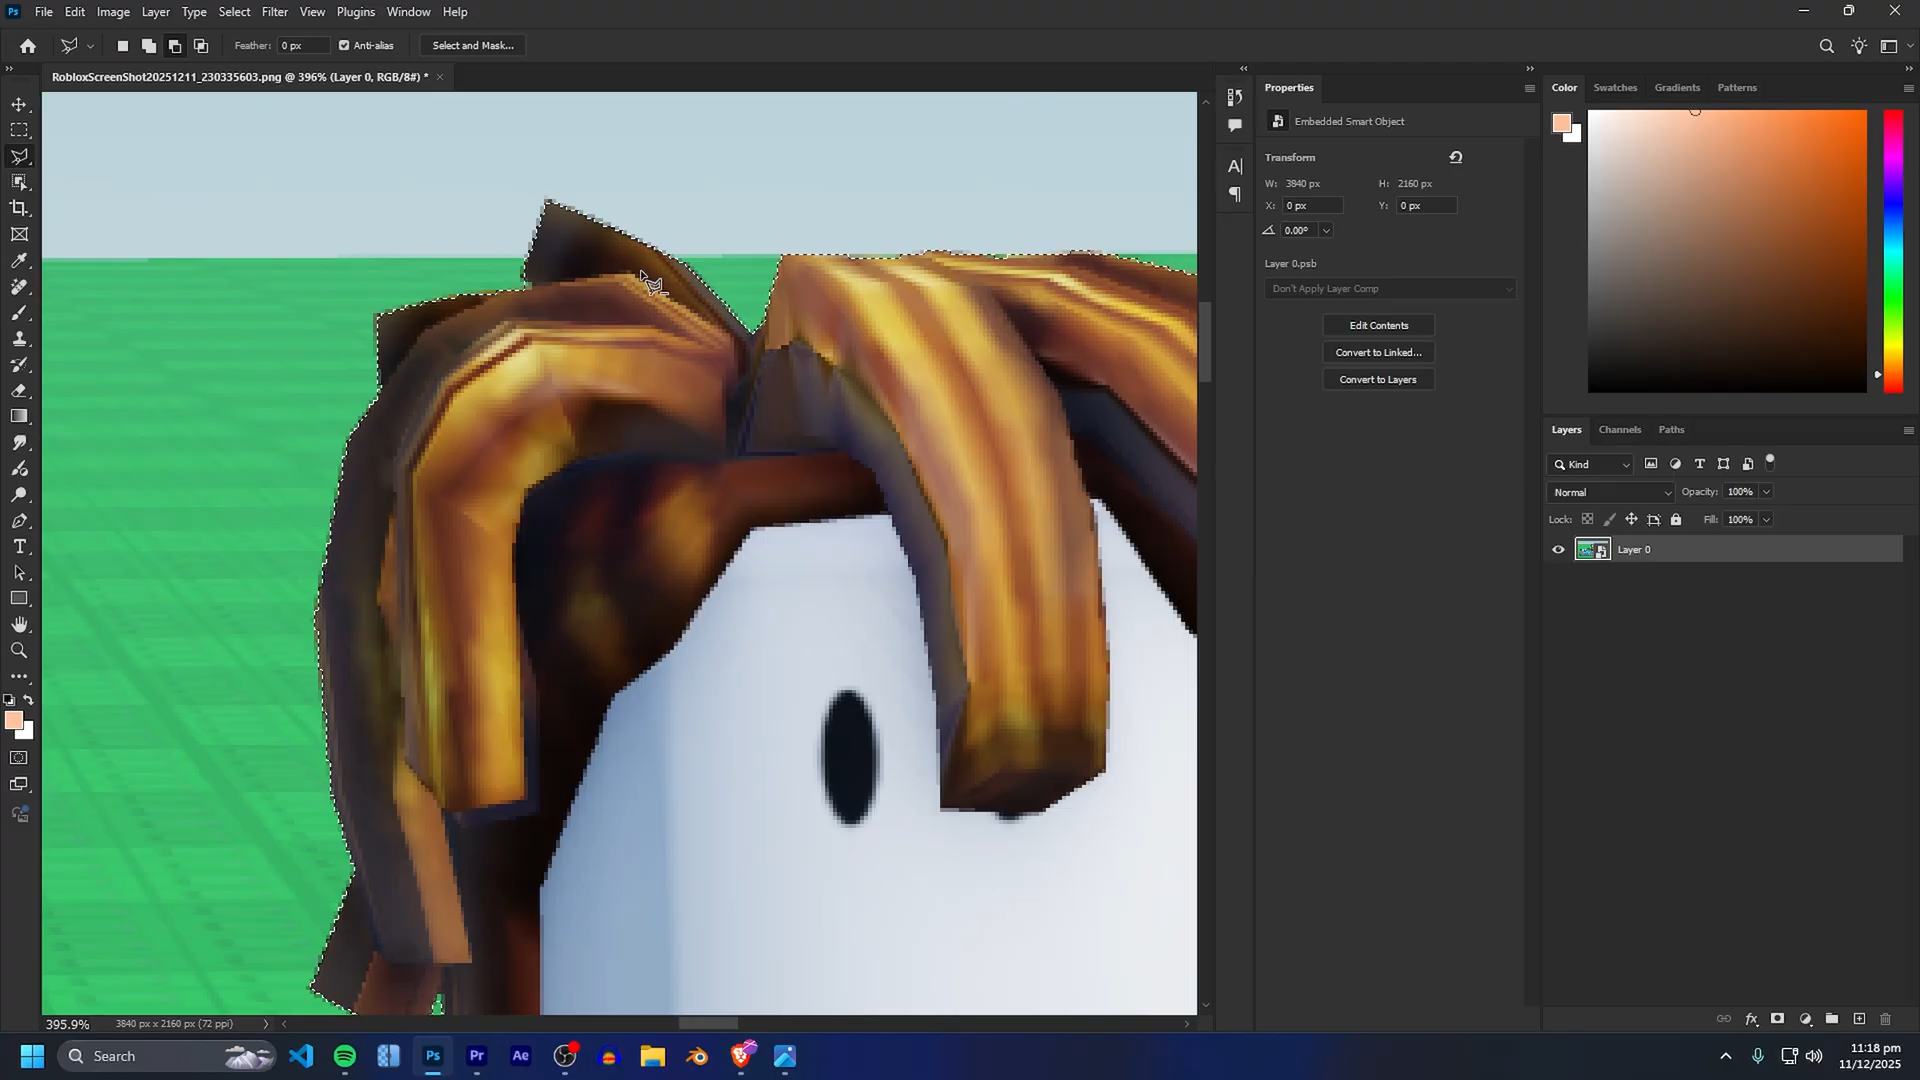 Ps File Edit Image Layer Type Select Filter View Plugins Window Help
Feather: 0 px Anti-alias Select and Mask...
RobloxScreenShot20251211_230335603.png @ 396% (Layer 0, RGB/8#) *
Properties
Embedded Smart Object
Transform
W: 3840 px H: 2160 px
X: 0 px Y: 0 px
0.00°
Layer 0.psb
Don't Apply Layer Comp
Edit Contents
Convert to Linked...
Convert to Layers
Color Swatches Gradients Patterns
Layers Channels Paths
Kind
Normal Opacity: 100%
Lock: Fill: 100%
Layer 0
395.9% 3840 px x 2160 px (72 ppi)
Search Ps Pr Ae
11:18 pm
11/12/2025